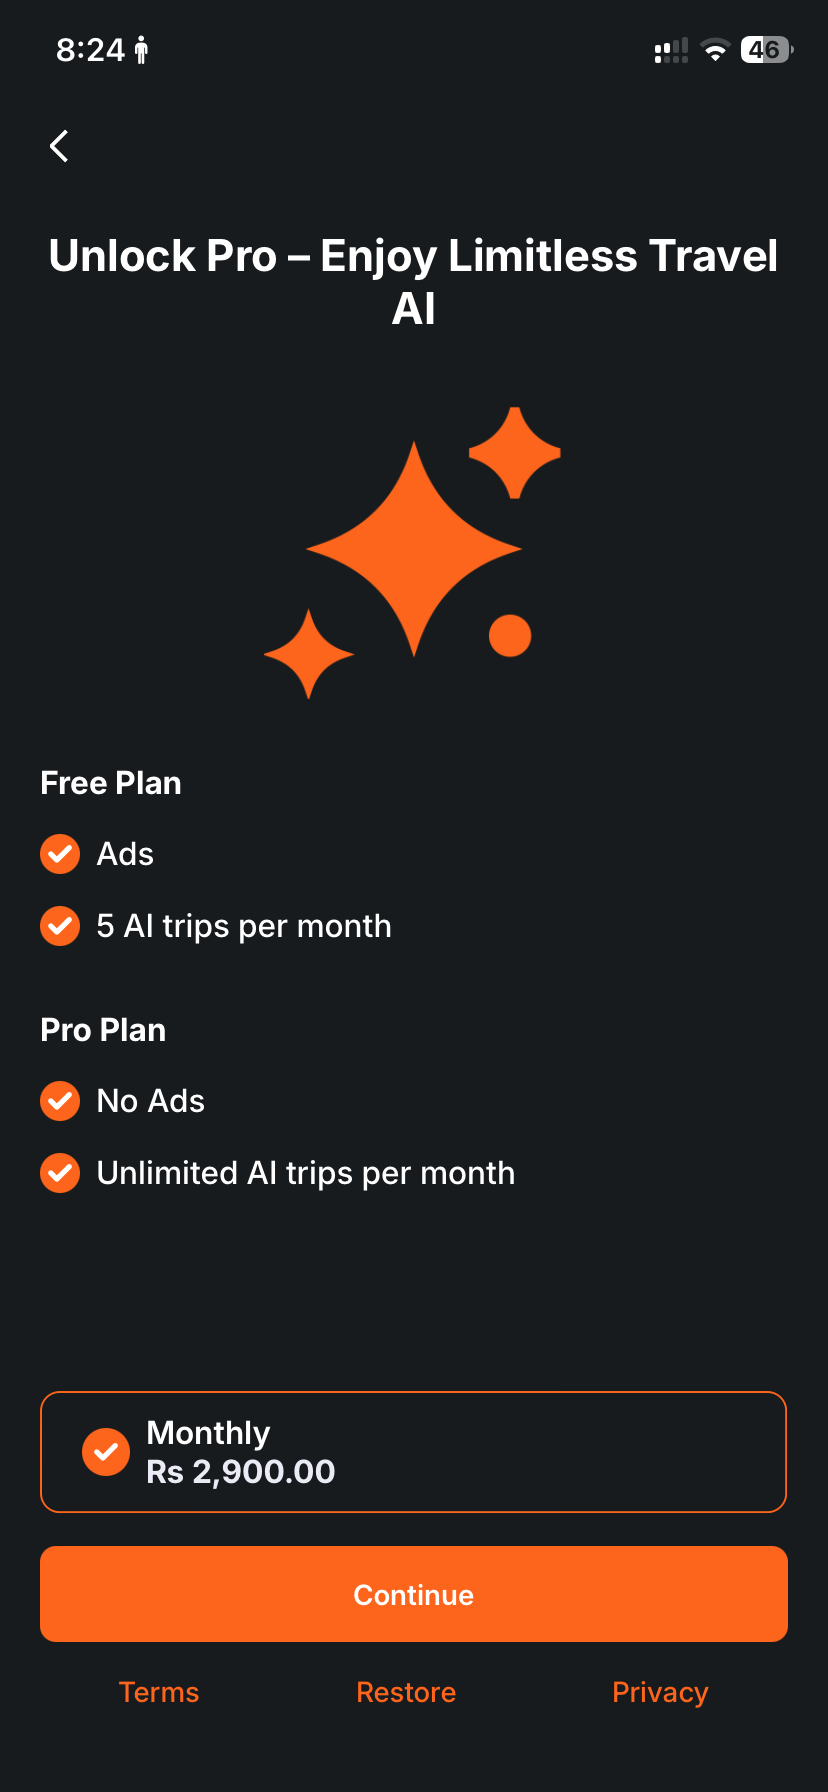 8:24
46
Unlock Pro – Enjoy Limitless Travel
AI
Free Plan
Ads
5 AI trips per month
Pro Plan
No Ads
Unlimited AI trips per month
Monthly
Rs 2,900.00
Continue
Terms Restore Privacy